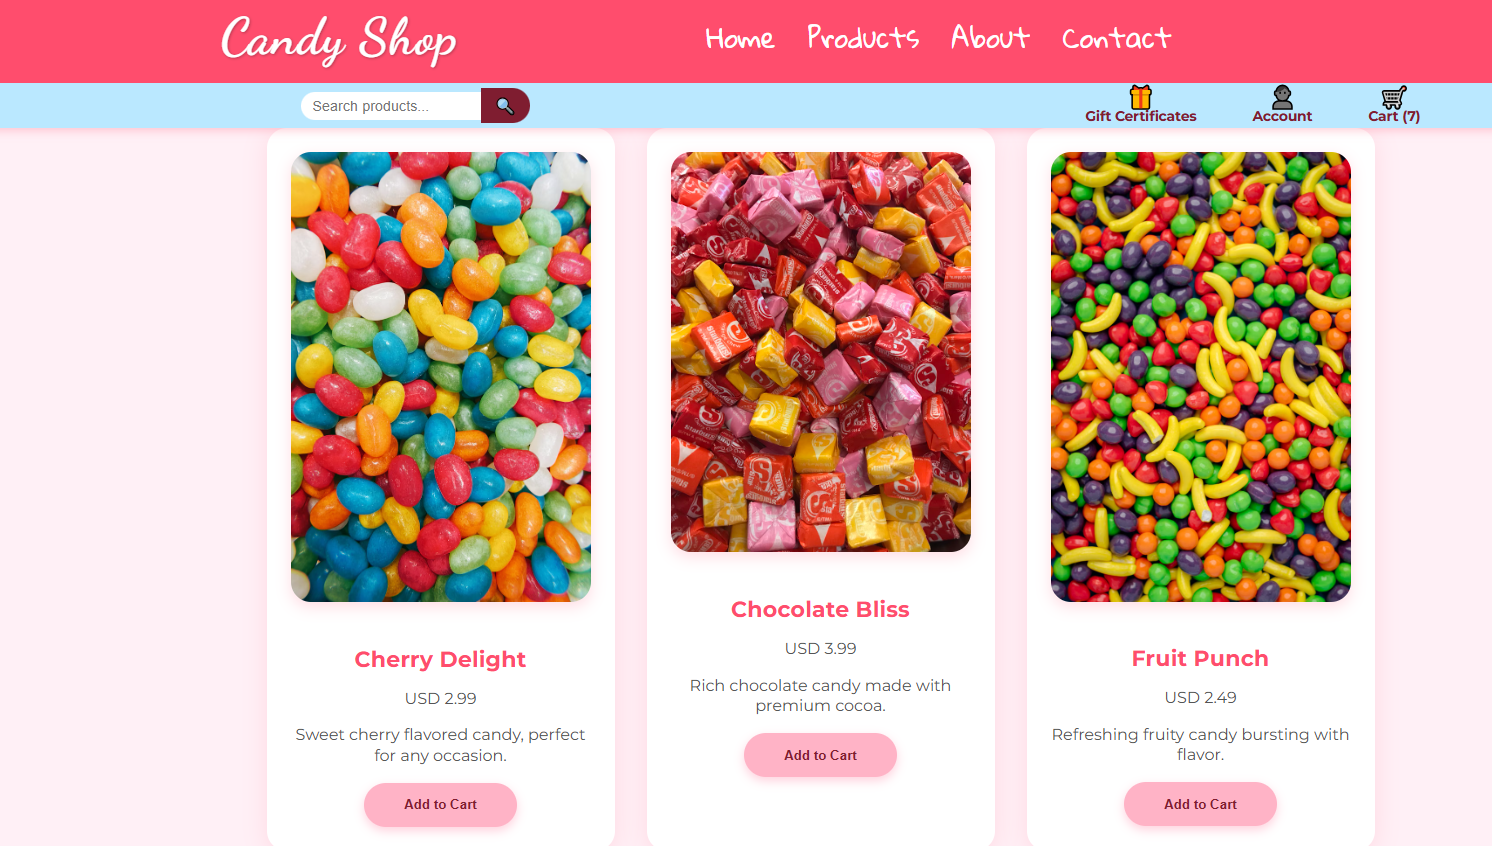 Candy Shop
Home Products About Contact
Search products...
Gift Certificates Account Cart (7)
Cherry Delight
USD 2.99
Sweet cherry flavored candy, perfect
for any occasion.
Add to Cart
Chocolate Bliss
USD 3.99
Rich chocolate candy made with
premium cocoa.
Add to Cart
Fruit Punch
USD 2.49
Refreshing fruity candy bursting with
flavor.
Add to Cart